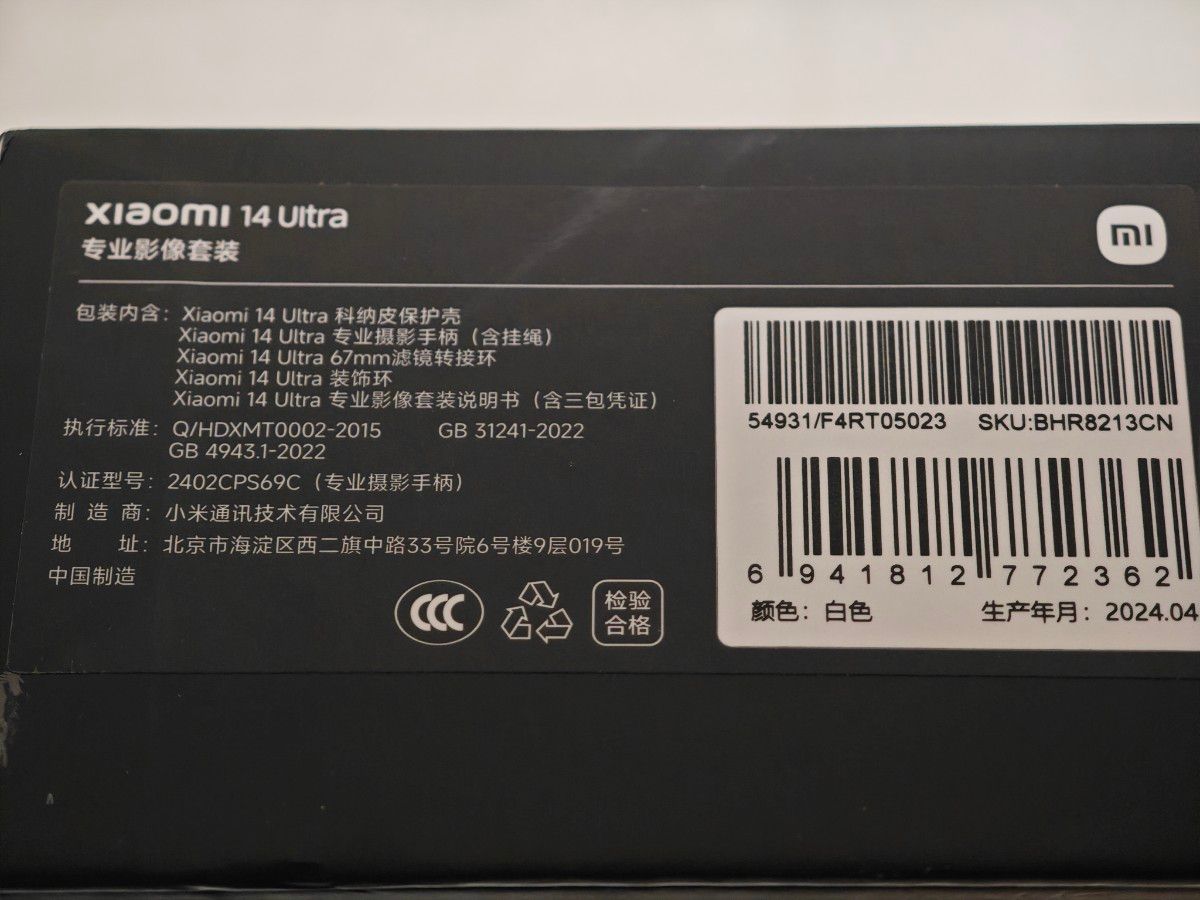 xiaomi 14 Ultra
专业影像套装
mi
包装内含：Xiaomi 14 Ultra 科纳皮保护壳
Xiaomi 14 Ultra 专业摄影手柄（含挂绳）
Xiaomi 14 Ultra 67mm滤镜转接环
Xiaomi 14 Ultra 装饰环
Xiaomi 14 Ultra 专业影像套装说明书（含三包凭证）
执行标准：Q/HDXMT0002-2015 GB 31241-2022
GB 4943.1-2022
认证型号：2402CPS69C（专业摄影手柄）
制造商：小米通讯技术有限公司
地址：北京市海淀区西二旗中路33号院6号楼9层019号
中国制造
CCC
检验
合格
54931/F4RT05023 SKU:BHR8213CN
6 941812 772362
颜色：白色 生产年月：2024.04